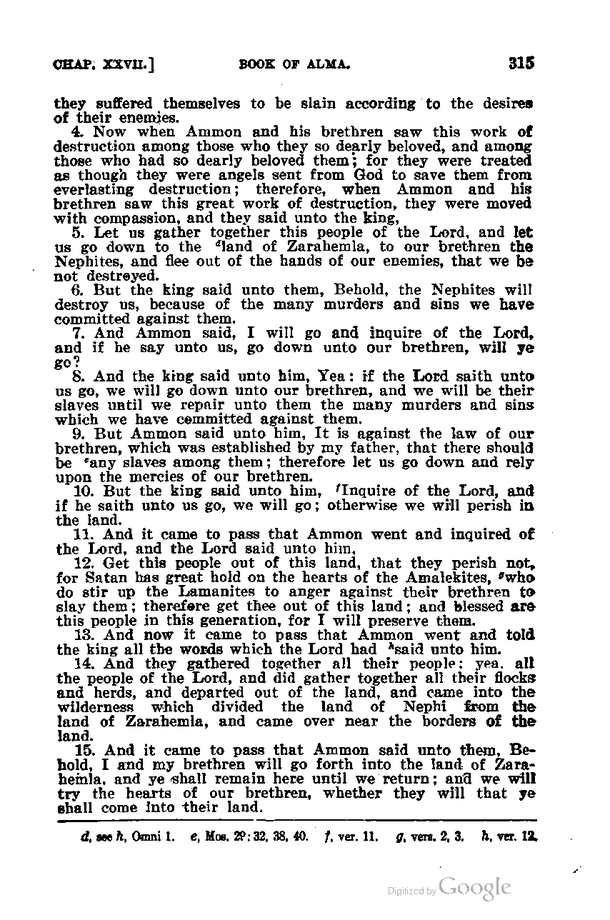 CHAP. XXVII.] BOOK OF ALMA. 315
they suffered themselves to be slain according to the desires
of their enemies.
4. Now when Ammon and his brethren saw this work of
destruction among those who they so dearly beloved, and among
those who had so dearly beloved them; for they were treated
as though they were angels sent from God to save them from
everlasting destruction; therefore, when Ammon and his
brethren saw this great work of destruction, they were moved
with compassion, and they said unto the king,
5. Let us gather together this people of the Lord, and let
us go down to the dland of Zarahemla, to our brethren the
Nephites, and flee out of the hands of our enemies, that we be
not destroyed.
6. But the king said unto them, Behold, the Nephites will
destroy us, because of the many murders and sins we have
committed against them.
7. And Ammon said, I will go and inquire of the Lord,
and if he say unto us, go down unto our brethren, will ye
go?
8. And the king said unto him, Yea: if the Lord saith unto
us go, we will go down unto our brethren, and we will be their
slaves until we repair unto them the many murders and sins
which we have committed against them.
9. But Ammon said unto him, It is against the law of our
brethren, which was established by my father, that there should
be eany slaves among them; therefore let us go down and rely
upon the mercies of our brethren.
10. But the king said unto him, fInquire of the Lord, and
if he saith unto us go, we will go; otherwise we will perish in
the land.
11. And it came to pass that Ammon went and inquired of
the Lord, and the Lord said unto him,
12. Get this people out of this land, that they perish not,
for Satan has great hold on the hearts of the Amalekites, gwho
do stir up the Lamanites to anger against their brethren to
slay them; therefore get thee out of this land; and blessed are
this people in this generation, for I will preserve them.
13. And now it came to pass that Ammon went and told
the king all the words which the Lord had hsaid unto him.
14. And they gathered together all their people: yea, all
the people of the Lord, and did gather together all their flocks
and herds, and departed out of the land, and came into the
wilderness which divided the land of Nephi from the
land of Zarahemla, and came over near the borders of the
land.
15. And it came to pass that Ammon said unto them, Be-
hold, I and my brethren will go forth into the land of Zara-
hemla, and ye shall remain here until we return; and we will
try the hearts of our brethren, whether they will that ye
shall come into their land.
d, see h, Omni 1. e, Mos. 29:32, 38, 40. f, ver. 11. g, vers. 2, 3. h, ver. 12.
Digitized by Google